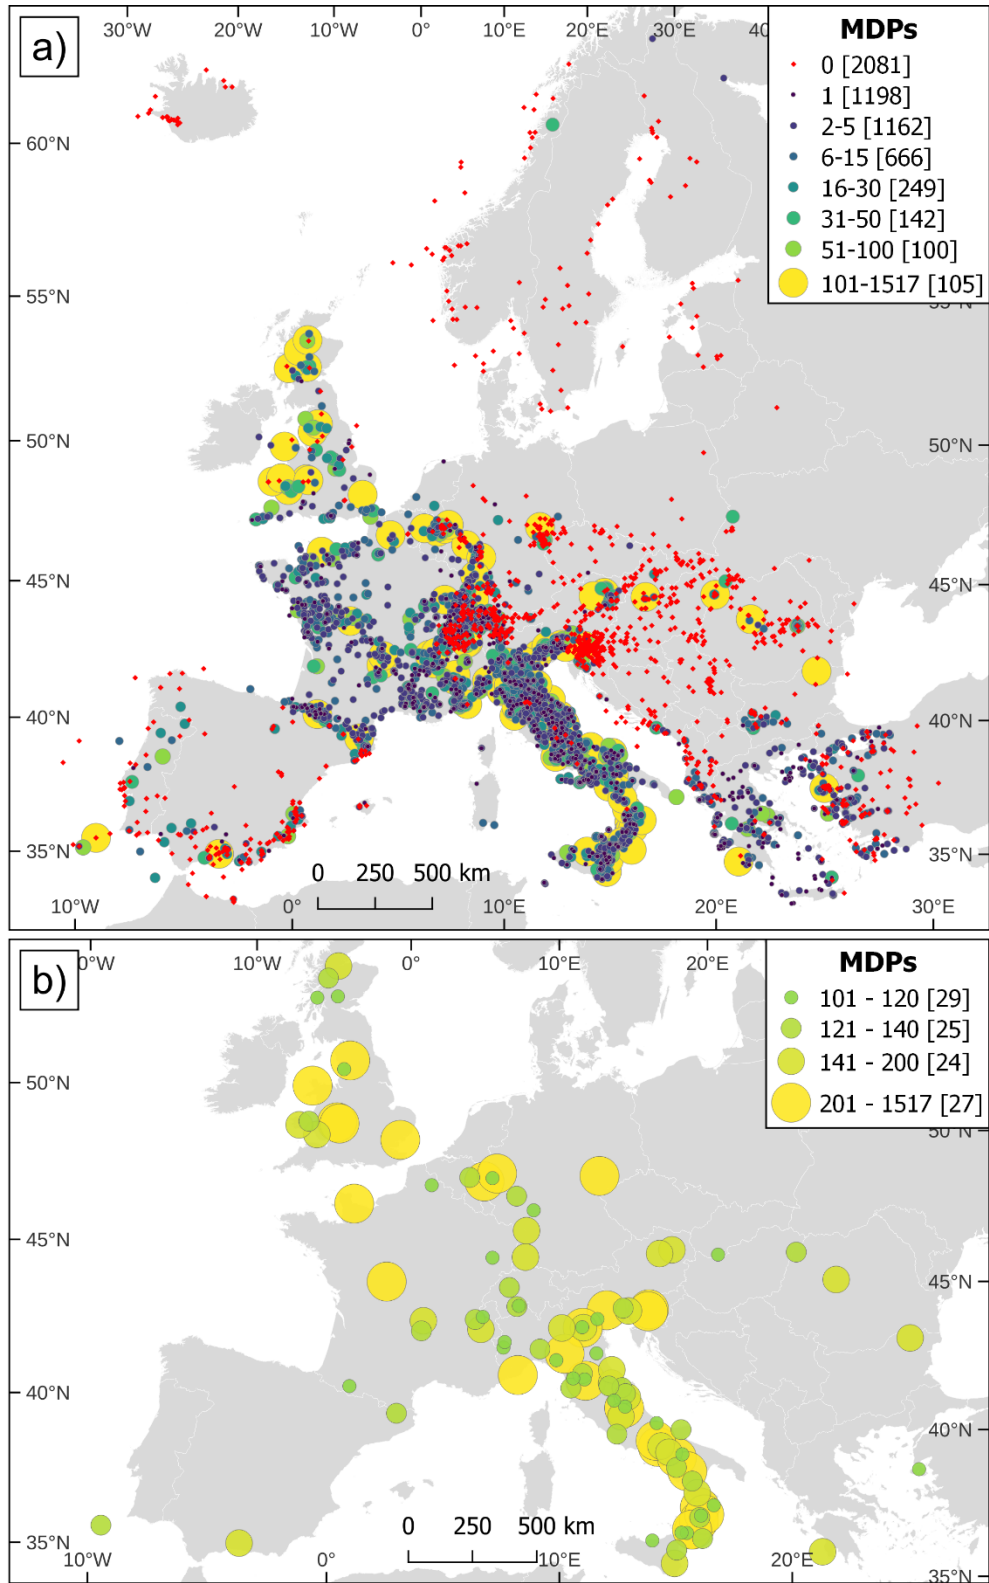 a)
30°W 20°W 10°W 0° 10°E 20°E 30°E 40
MDPs
0 [2081]
1 [1198]
2-5 [1162]
6-15 [666]
16-30 [249]
31-50 [142]
51-100 [100]
101-1517 [105]
60°N
55°N
50°N 50°N
45°N 45°N
40°N 40°N
35°N 35°N
0 250 500 km
10°W 0° 10°E 20°E 30°E
b)
0°W 10°W 0° 10°E 20°E
MDPs
101 - 120 [29]
121 - 140 [25]
141 - 200 [24]
201 - 1517 [27]
50°N 50°N
45°N 45°N
40°N 40°N
0 250 500 km
35°N 35°N
10°W 0° 10°E 20°E